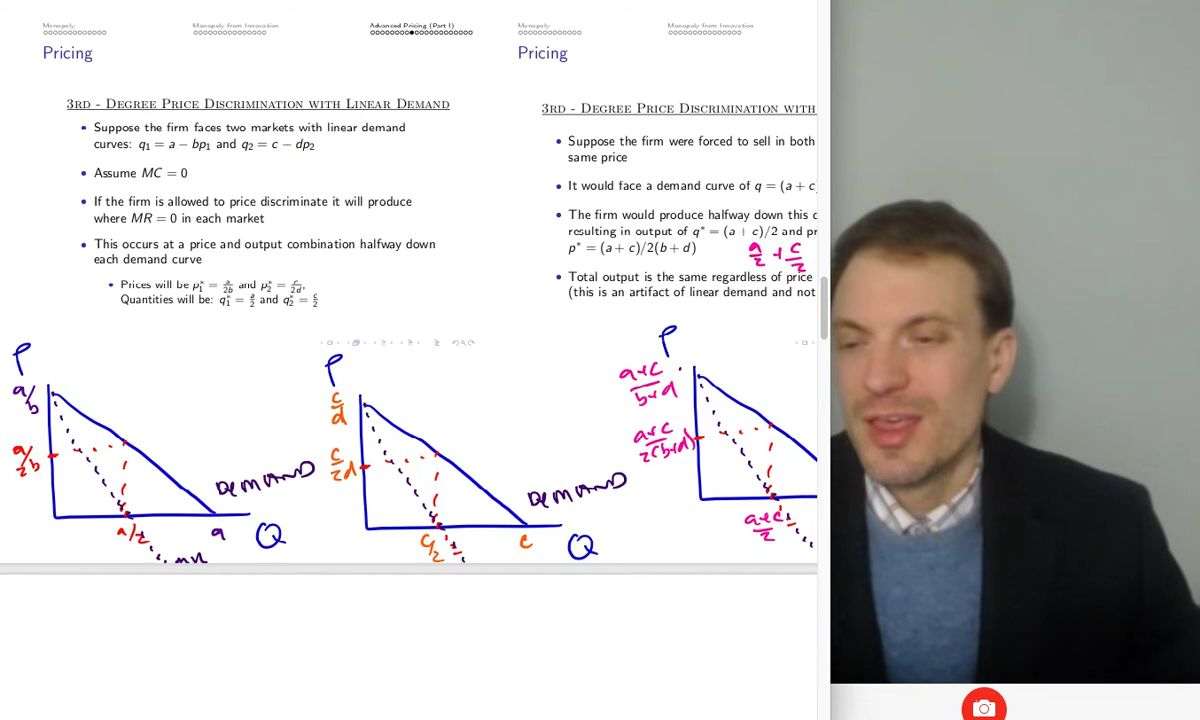 Monopoly
Monopoly from Innovation
Advanced Pricing (Part 1)
Pricing
3rd - Degree Price Discrimination with Linear Demand
• Suppose the firm faces two markets with linear demand
curves: q₁ = a − bp₁ and q₂ = c − dp₂
• Assume MC = 0
• If the firm is allowed to price discriminate it will produce
where MR = 0 in each market
• This occurs at a price and output combination halfway down
each demand curve
• Prices will be p₁* = a/2b and p₂* = c/2d.
Quantities will be: q₁* = a/2 and q₂* = c/2
P
a/b
a/2b
DEMAND
a/2
a
Q
MR
P
c/d
c/2d
DEMAND
c/2
c
Q
Monopoly
Monopoly from Innovation
Pricing
3rd - Degree Price Discrimination with
• Suppose the firm were forced to sell in both
same price
• It would face a demand curve of q = (a + c
• The firm would produce halfway down this
resulting in output of q* = (a + c)/2 and pr
p* = (a + c)/2(b + d)
a/2 + c/2
• Total output is the same regardless of price
(this is an artifact of linear demand and not
P
a+c/b+d
a+c/2(b+d)
a+c/2